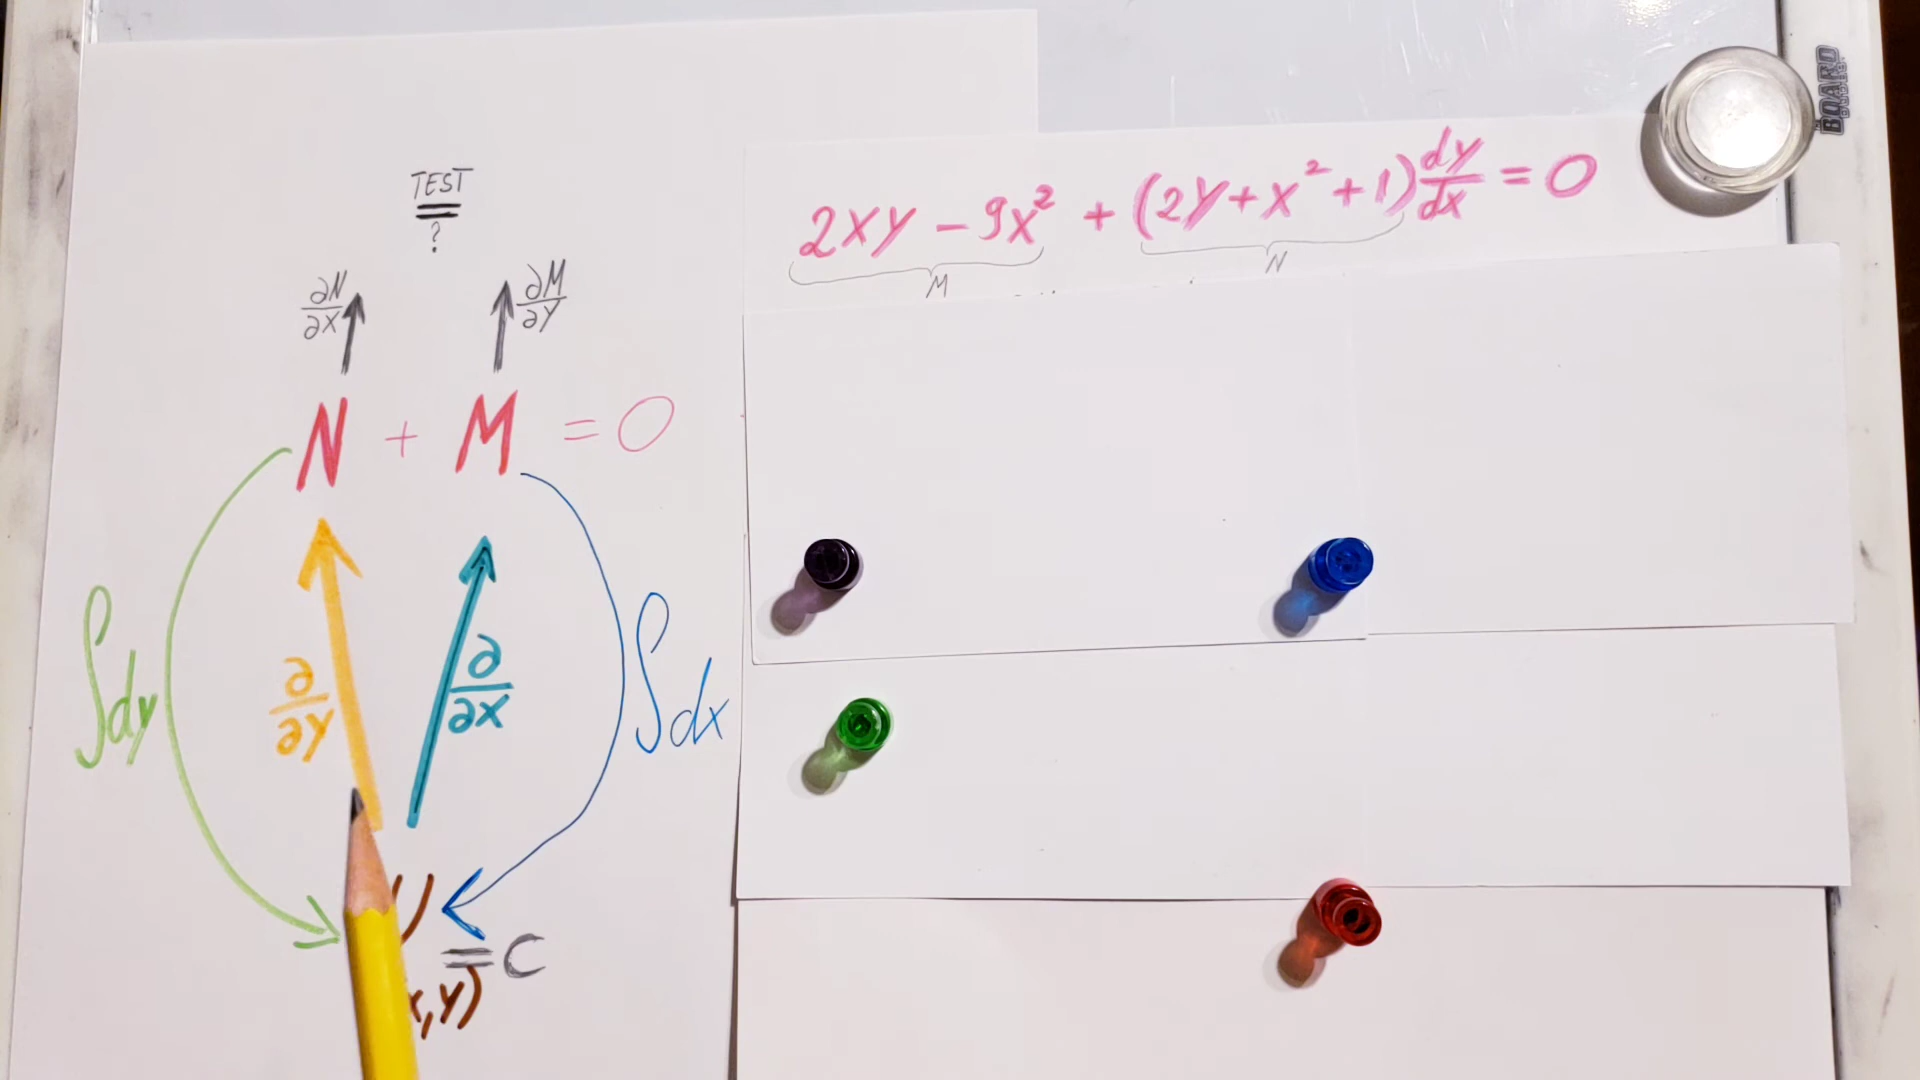 TEST
?
∂N/∂X ∂M/∂Y
N + M = 0
∫dy ∂/∂y ∂/∂x ∫dx
= C
x,y)
2xy - 9x² + (2y + x² + 1) dy/dx = 0
M N
BOARD